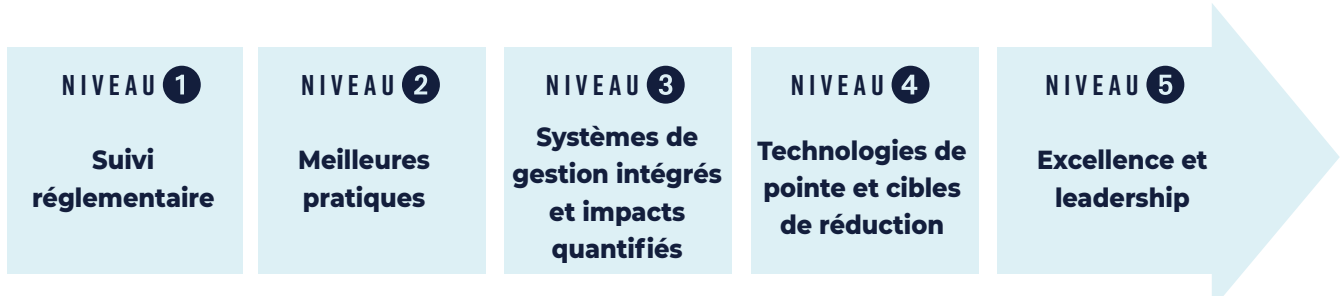 NIVEAU 1
Suivi
réglementaire
NIVEAU 2
Meilleures
pratiques
NIVEAU 3
Systèmes de
gestion intégrés
et impacts
quantifiés
NIVEAU 4
Technologies de
pointe et cibles
de réduction
NIVEAU 5
Excellence et
leadership